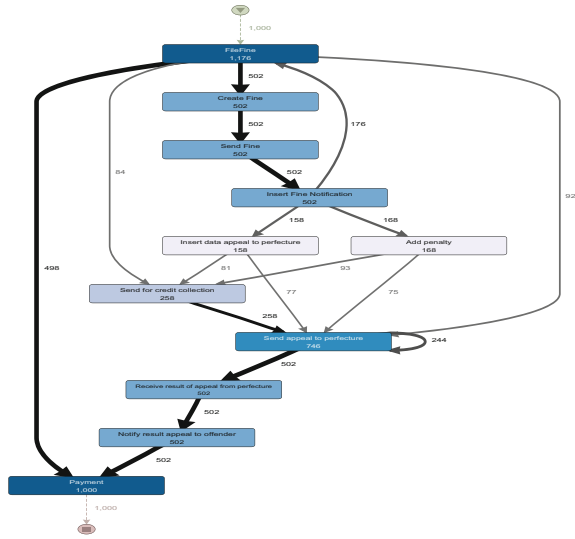 1,000
FileFine
1,176
502
Create Fine
502
502
176
Send Fine
502
502
84
Insert Fine Notification
502
92
158
168
Insert data appeal to perfecture
158
Add penalty
168
498
81
93
Send for credit collection
258
77
75
258
Send appeal to perfecture
746
244
502
Receive result of appeal from perfecture
502
502
Notify result appeal to offender
502
502
Payment
1,000
1,000